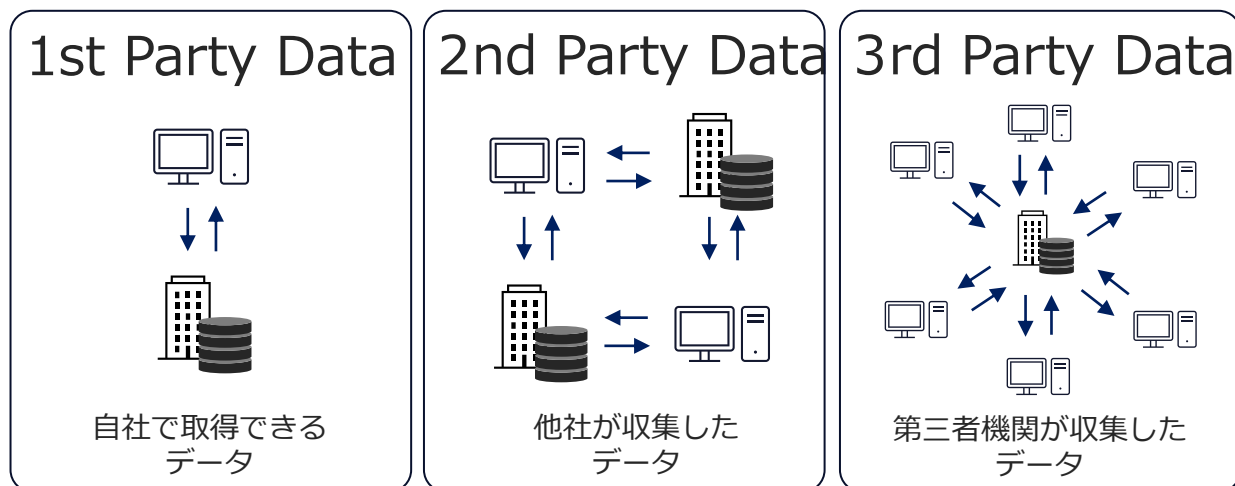 1st Party Data
自社で取得できる
データ
2nd Party Data
他社が収集した
データ
3rd Party Data
第三者機関が収集した
データ